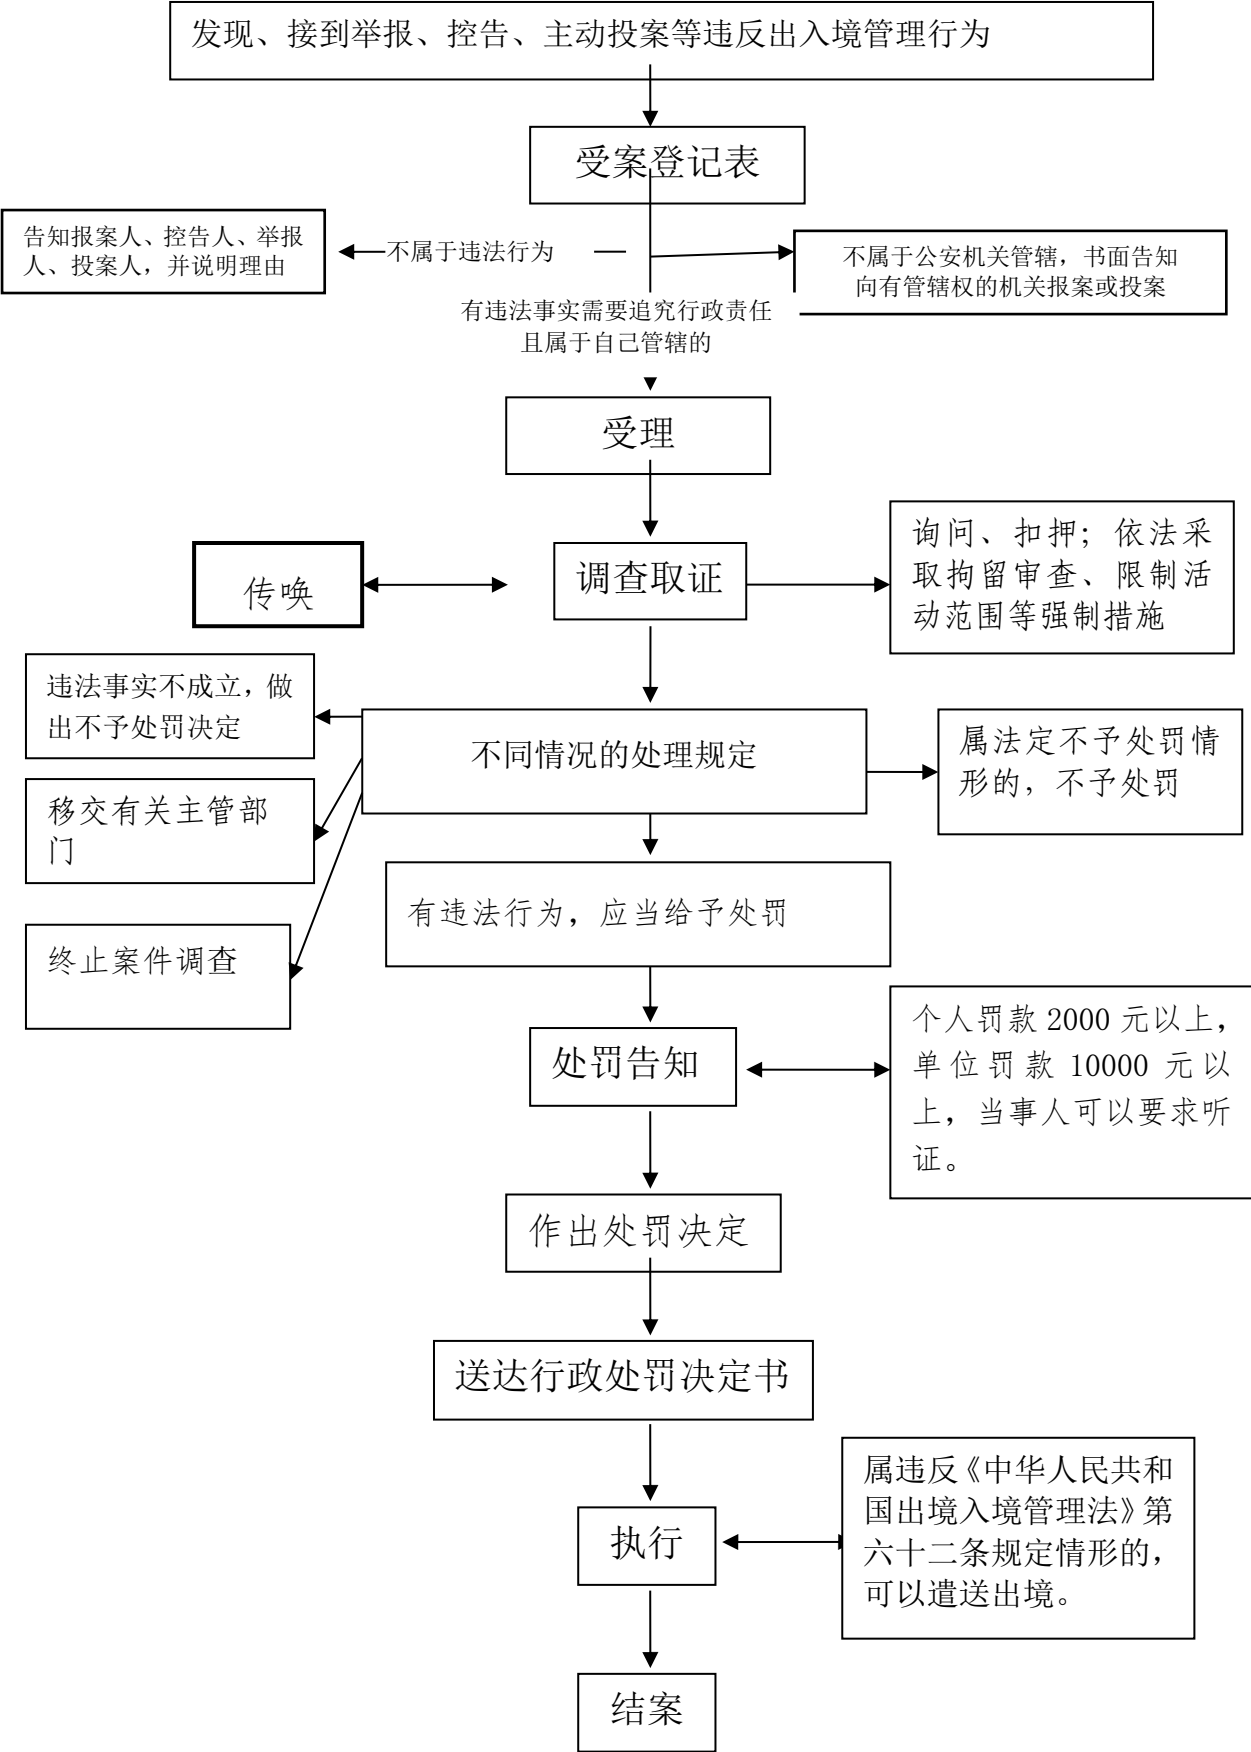 发现、接到举报、控告、主动投案等违反出入境管理行为
受案登记表
告知报案人、控告人、举报
人、投案人，并说明理由
不属于违法行为
不属于公安机关管辖，书面告知
向有管辖权的机关报案或投案
有违法事实需要追究行政责任
且属于自己管辖的
受理
传唤
调查取证
询问、扣押；依法采
取拘留审查、限制活
动范围等强制措施
违法事实不成立，做
出不予处罚决定
不同情况的处理规定
属法定不予处罚情
形的，不予处罚
移交有关主管部
门
有违法行为，应当给予处罚
终止案件调查
处罚告知
个人罚款 2000 元以上，
单位罚款 10000 元以
上，当事人可以要求听
证。
作出处罚决定
送达行政处罚决定书
执行
属违反《中华人民共和
国出境入境管理法》第
六十二条规定情形的，
可以遣送出境。
结案